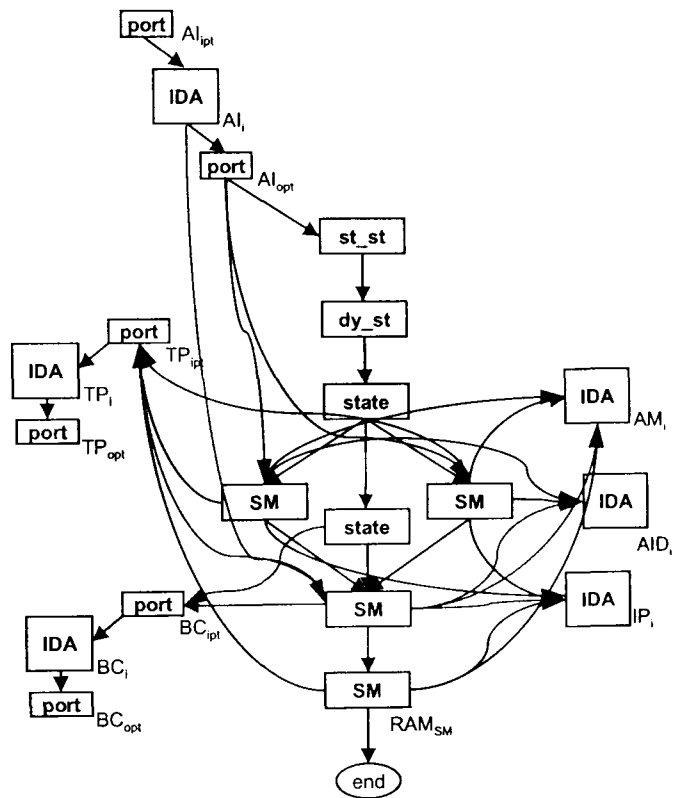 port
AI_ipt
IDA
AI_i
port
AI_opt
st_st
dy_st
port
TP_ipt
IDA
TP_i
port
TP_opt
state
IDA
AM_i
SM
SM
IDA
AID_i
state
port
BC_ipt
SM
IDA
IP_i
IDA
BC_i
port
BC_opt
SM
RAM_SM
end